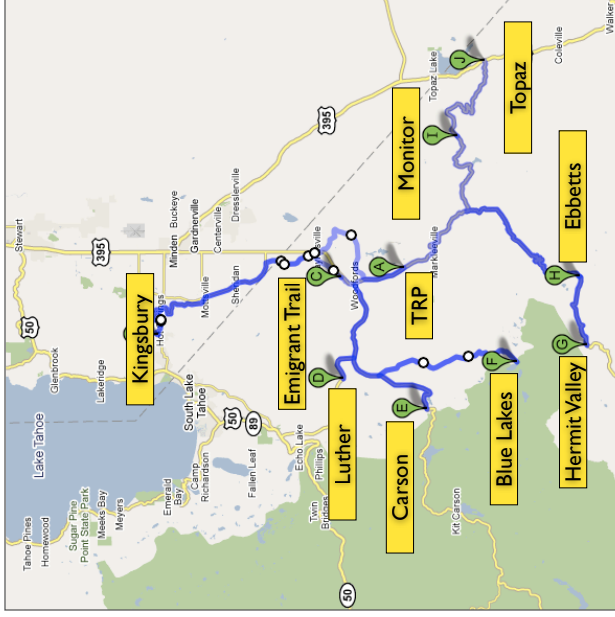 Stewart
50
395
Glenbrook
Lake Tahoe
Lakeridge
Kingsbury
Minden
Buckeye
Gardnerville
Centerville
Dresslerville
Mottsville
Sheridan
Tahoe Pines
Homewood
Sugar Pine
Point State Park
Meeks Bay
Meyers
Emerald
Bay
Camp
Richardson
South Lake
Tahoe
50
89
Fallen Leaf
Echo Lake
Phillips
Twin
Bridges
50
395
Emigrant Trail
C
Woodfords
D
Luther
A
TRP
Markleeville
Monitor
I
Topaz Lake
J
Topaz
Coleville
Walker
E
Carson
Kit Carson
F
Blue Lakes
H
Ebbetts
G
Hermit Valley